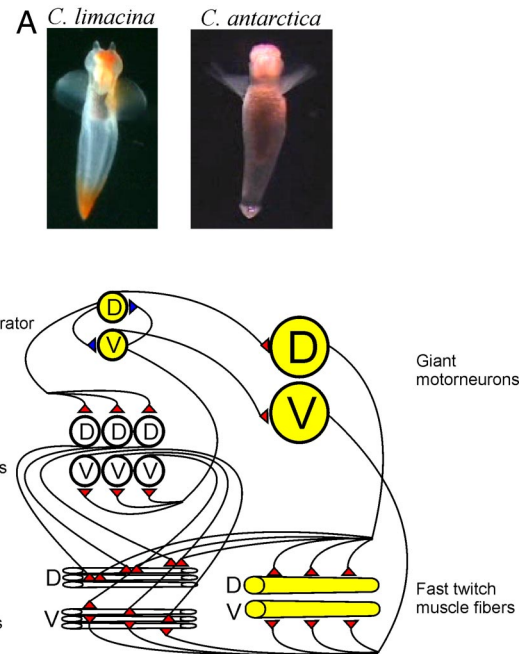 A
C. limacina
C. antarctica
D
V
D
V
Giant
motorneurons
D D D
V V V
D
V
D
V
Fast twitch
muscle fibers